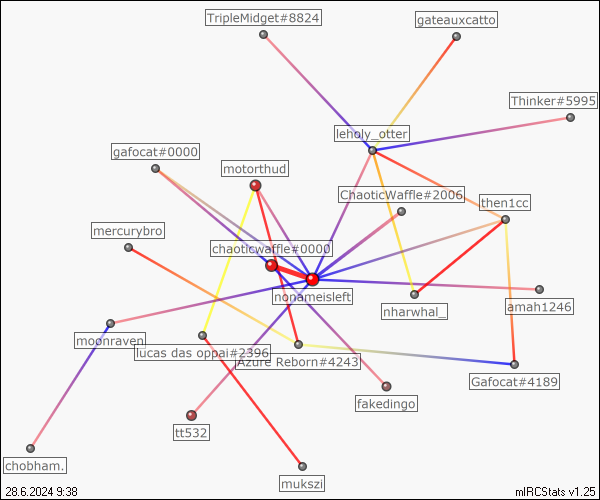 TripleMidget#8824
gateauxcatto
Thinker#5995
leholy_otter
gafocat#0000
motorthud
ChaoticWaffle#2006
then1cc
mercurybro
chaoticwaffle#0000
nonameisleft
nharwhal_
amah1246
moonraven
lucas das oppai#2396
Azure Reborn#4243
Gafocat#4189
fakedingo
tt532
chobham.
mukszi
28.6.2024 9:38
mIRCStats v1.25